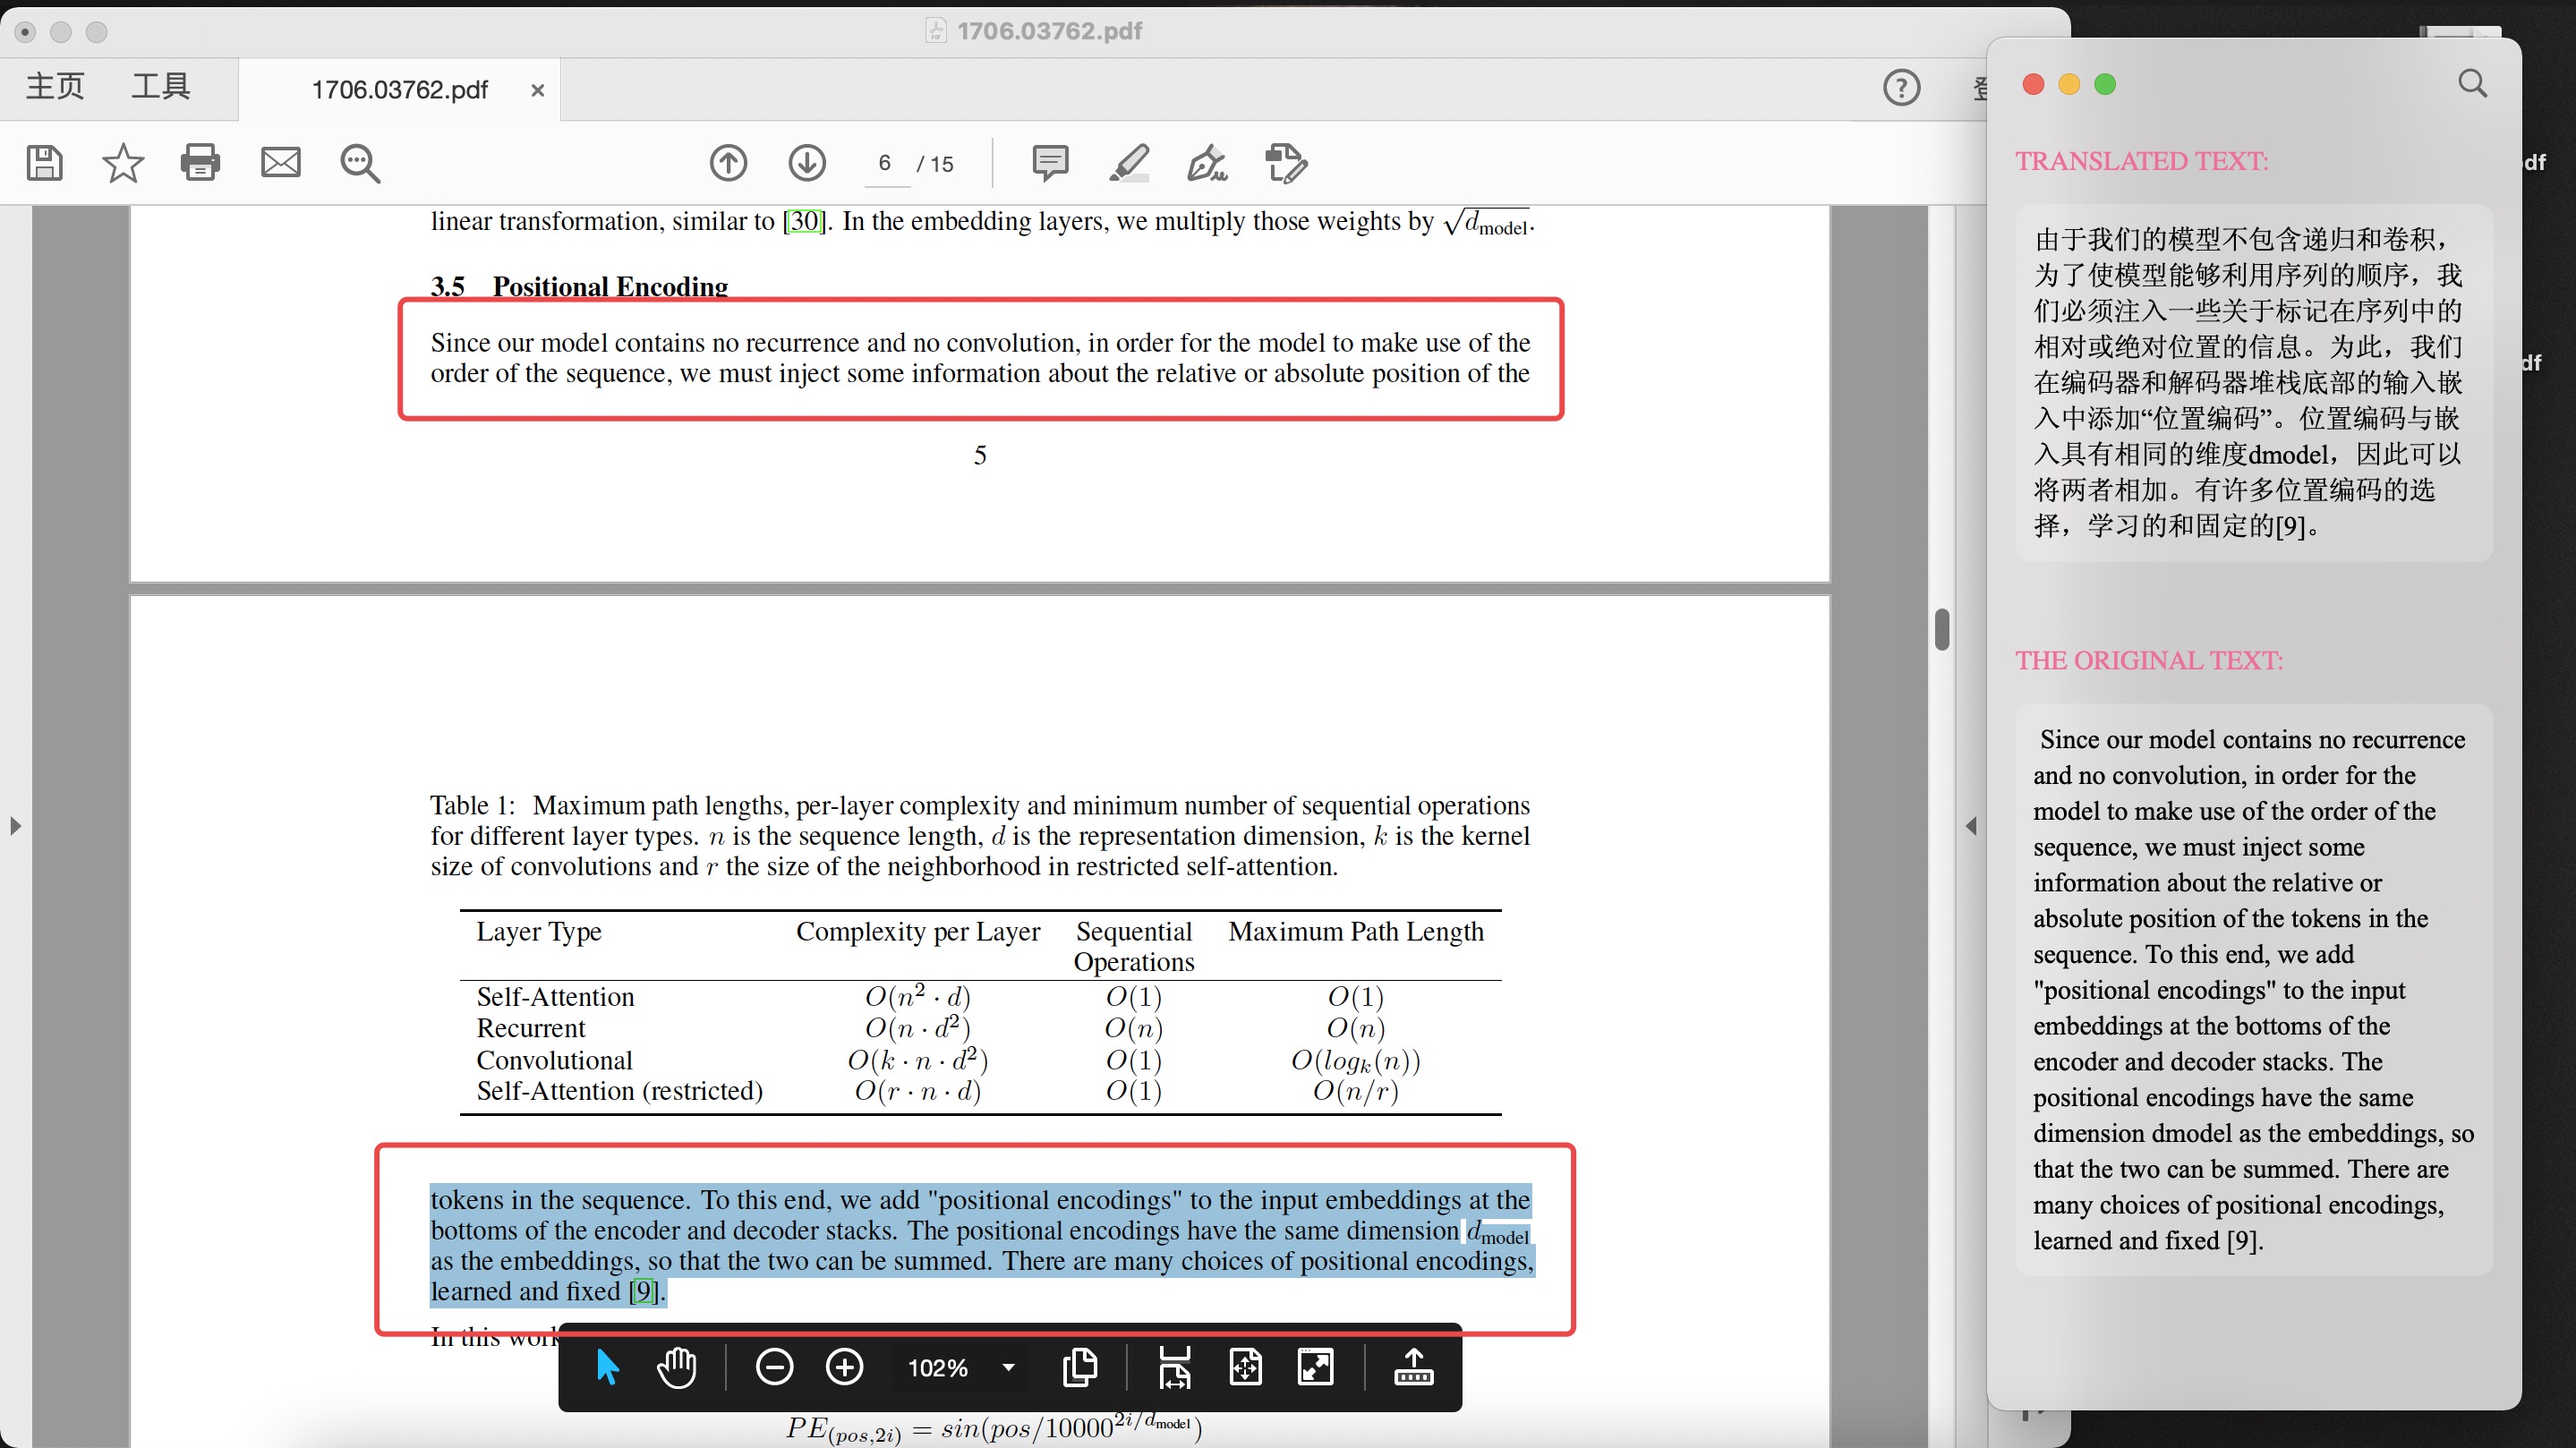 1706.03762.pdf
主页
工具
1706.03762.pdf
6 / 15
linear transformation, similar to [30]. In the embedding layers, we multiply those weights by √d_model.
3.5 Positional Encoding
Since our model contains no recurrence and no convolution, in order for the model to make use of the
order of the sequence, we must inject some information about the relative or absolute position of the
5
Table 1: Maximum path lengths, per-layer complexity and minimum number of sequential operations
for different layer types. n is the sequence length, d is the representation dimension, k is the kernel
size of convolutions and r the size of the neighborhood in restricted self-attention.
Layer Type Complexity per Layer Sequential Maximum Path Length
Operations
Self-Attention O(n² · d) O(1) O(1)
Recurrent O(n · d²) O(n) O(n)
Convolutional O(k · n · d²) O(1) O(log_k(n))
Self-Attention (restricted) O(r · n · d) O(1) O(n/r)
tokens in the sequence. To this end, we add "positional encodings" to the input embeddings at the
bottoms of the encoder and decoder stacks. The positional encodings have the same dimension d_model
as the embeddings, so that the two can be summed. There are many choices of positional encodings,
learned and fixed [9].
In this work
102%
PE_(pos,2i) = sin(pos/10000^(2i/d_model))
TRANSLATED TEXT:
由于我们的模型不包含递归和卷积，
为了使模型能够利用序列的顺序，我
们必须注入一些关于标记在序列中的
相对或绝对位置的信息。为此，我们
在编码器和解码器堆栈底部的输入嵌
入中添加“位置编码”。位置编码与嵌
入具有相同的维度dmodel，因此可以
将两者相加。有许多位置编码的选
择，学习的和固定的[9]。
THE ORIGINAL TEXT:
Since our model contains no recurrence
and no convolution, in order for the
model to make use of the order of the
sequence, we must inject some
information about the relative or
absolute position of the tokens in the
sequence. To this end, we add
"positional encodings" to the input
embeddings at the bottoms of the
encoder and decoder stacks. The
positional encodings have the same
dimension dmodel as the embeddings, so
that the two can be summed. There are
many choices of positional encodings,
learned and fixed [9].
df
df